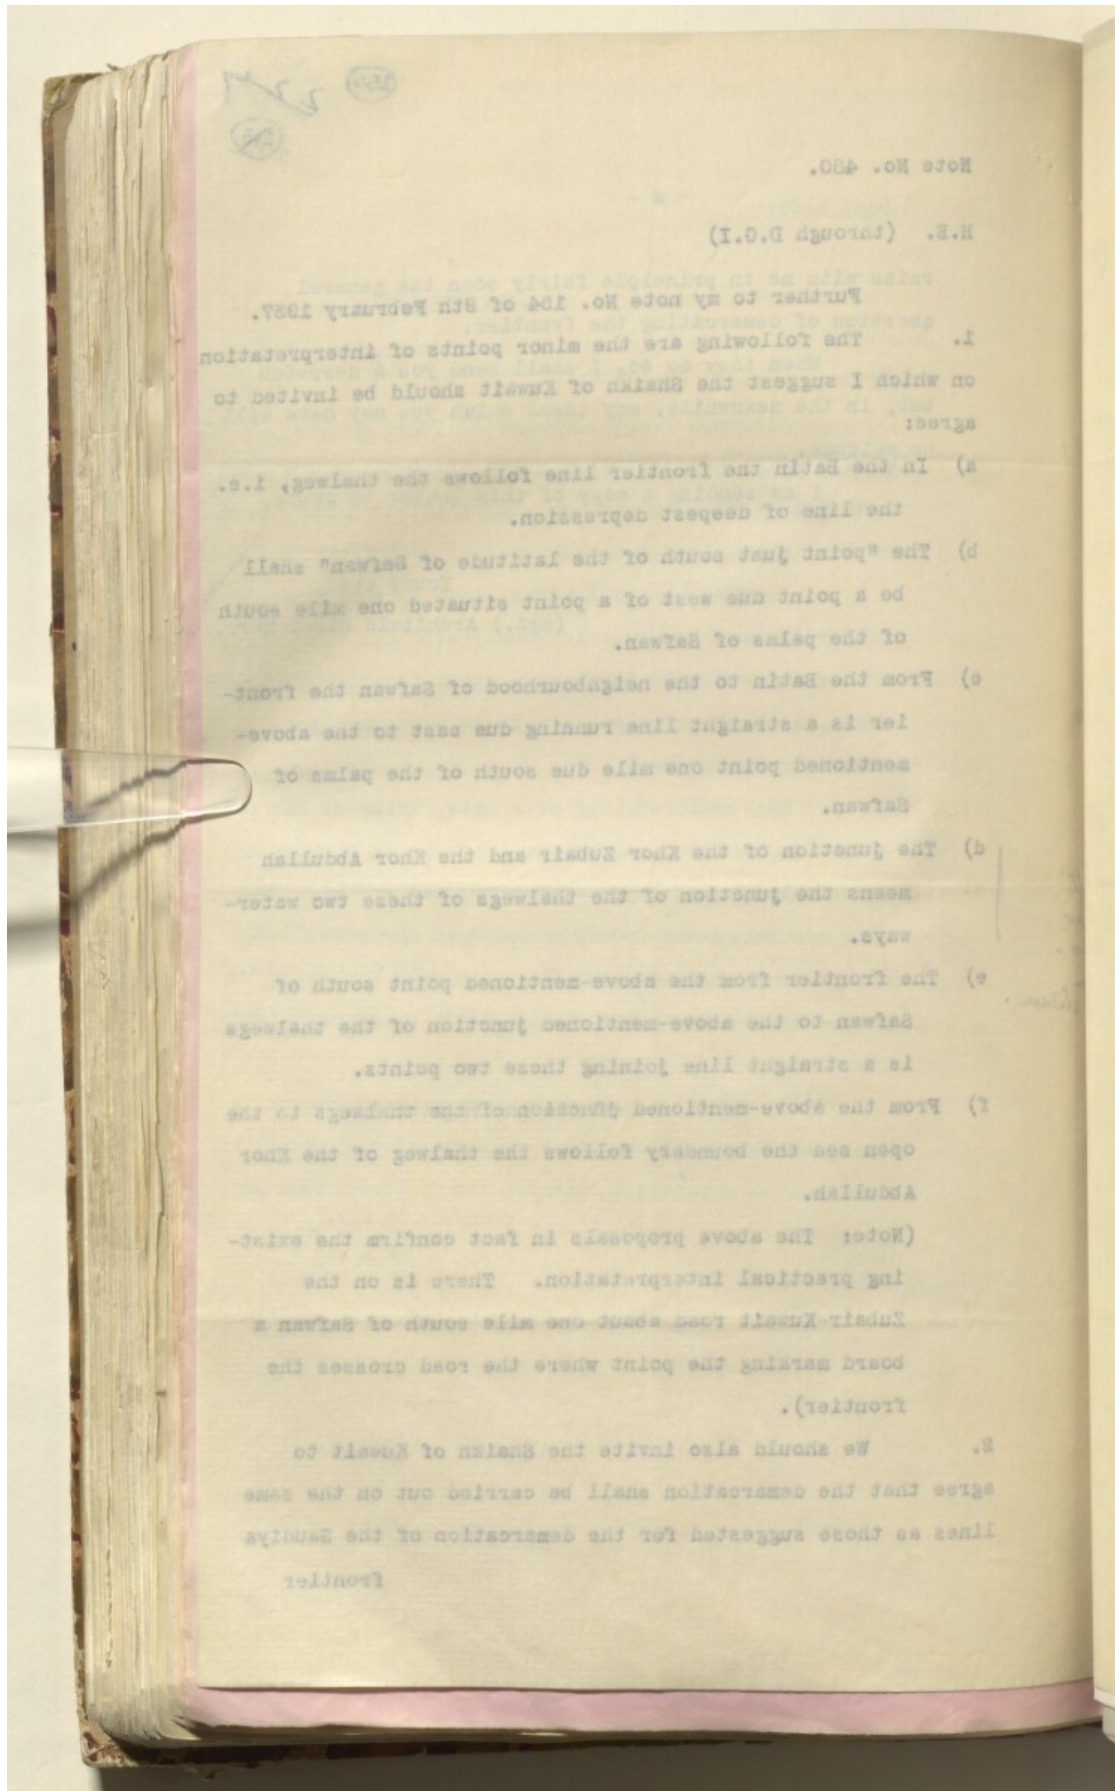 250
Note No. 480.
H.E. (through D.G.I)
Further to my note No. 154 of 9th February 1937.
1. The following are the minor points of interpretation
on which I suggest the Shaikh of Kuwait should be invited to
agree:
a) In the Batin the frontier line follows the thalweg, i.e.
the line of deepest depression.
b) The "point just south of the latitude of Safwan" shall
be a point due west of a point situated one mile south
of the palms of Safwan.
c) From the Batin to the neighbourhood of Safwan the front-
ier is a straight line running due east to the above-
mentioned point one mile due south of the palms of
Safwan.
d) The junction of the Khor Zubair and the Khor Abdullah
means the junction of the thalwegs of these two water-
ways.
e) The frontier from the above-mentioned point south of
Safwan to the above-mentioned junction of the thalwegs
is a straight line joining these two points.
f) From the above-mentioned junction of the thalwegs to the
open sea the boundary follows the thalweg of the Khor
Abdullah.
(Note: The above proposals in fact confirm the exist-
ing practical interpretation. There is on the
Zubair-Kuwait road about one mile south of Safwan a
board marking the point where the road crosses the
frontier).
2. We should also invite the Shaikh of Kuwait to
agree that the demarcation shall be carried out on the same
lines as those suggested for the demarcation of the Saudiya
frontier